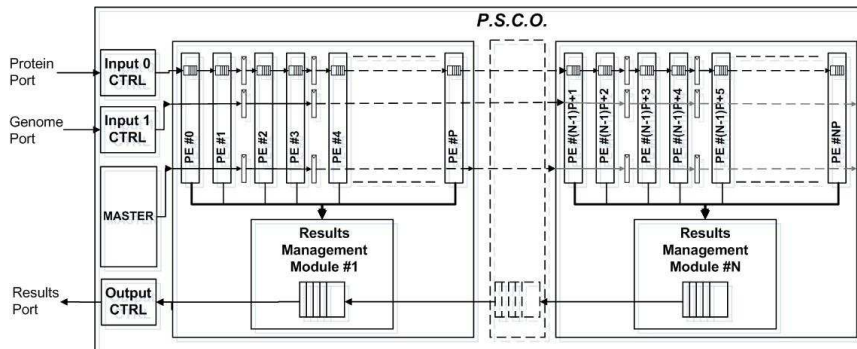 P.S.C.O.
Protein
Port
Input 0
CTRL
Genome
Port
Input 1
CTRL
MASTER
Results
Port
Output
CTRL
PE #0
PE #1
PE #2
PE #3
PE #4
PE #P
Results
Management
Module #1
PE #(N-1)P+1
PE #(N-1)P+2
PE #(N-1)P+3
PE #(N-1)P+4
PE #(N-1)P+5
PE #NP
Results
Management
Module #N